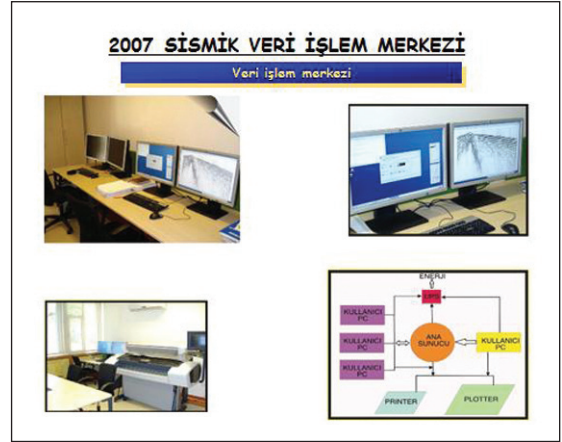 2007 SİSMİK VERİ İŞLEM MERKEZİ
Veri işlem merkezi
ENERJI
UPS
KULLANICI
PC
KULLANICI
PC
KULLANICI
PC
ANA
SUNUCU
KULLANICI
PC
PRINTER
PLOTTER